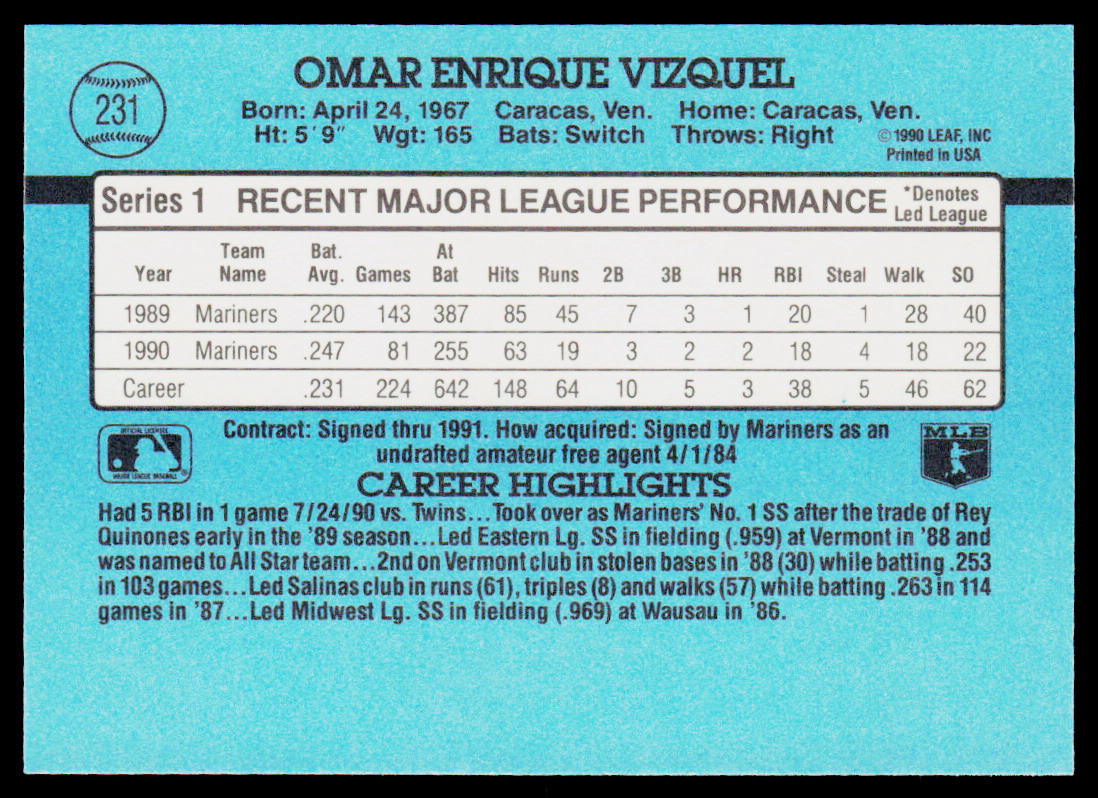 231
OMAR ENRIQUE VIZQUEL
Born: April 24, 1967 Caracas, Ven. Home: Caracas, Ven.
Ht: 5´9˝ Wgt: 165 Bats: Switch Throws: Right
©1990 LEAF, INC
Printed in USA
Series 1 RECENT MAJOR LEAGUE PERFORMANCE *Denotes
Led League
Year Team Name Bat. Avg. Games At Bat Hits Runs 2B 3B HR RBI Steal Walk SO
1989 Mariners .220 143 387 85 45 7 3 1 20 1 28 40
1990 Mariners .247 81 255 63 19 3 2 2 18 4 18 22
Career .231 224 642 148 64 10 5 3 38 5 46 62
OFFICIAL LICENSEE
MAJOR LEAGUE BASEBALL
®
Contract: Signed thru 1991. How acquired: Signed by Mariners as an
undrafted amateur free agent 4/1/84
MLB
CAREER HIGHLIGHTS
Had 5 RBI in 1 game 7/24/90 vs. Twins...Took over as Mariners' No. 1 SS after the trade of Rey
Quinones early in the '89 season...Led Eastern Lg. SS in fielding (.959) at Vermont in '88 and
was named to All Star team...2nd on Vermont club in stolen bases in '88 (30) while batting .253
in 103 games...Led Salinas club in runs (61), triples (8) and walks (57) while batting .263 in 114
games in '87...Led Midwest Lg. SS in fielding (.969) at Wausau in '86.